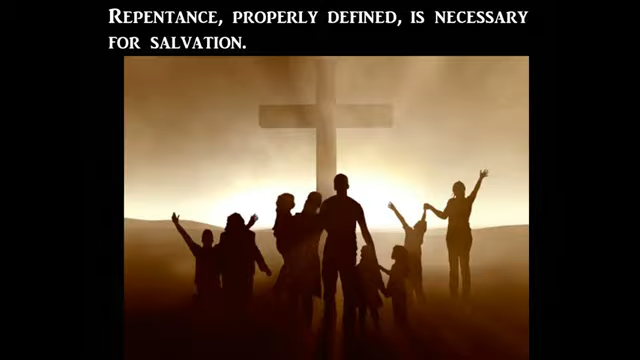 Repentance, properly defined, is necessary
for salvation.